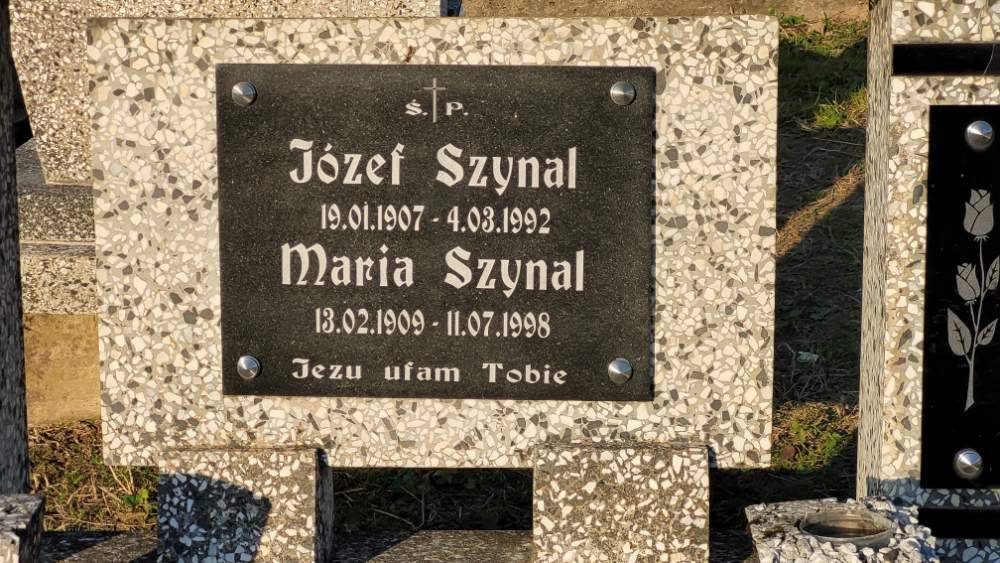 Ś. P.
Józef Szynal
19.01.1907 - 4.03.1992
Maria Szynal
13.02.1909 - 11.07.1998
Jezu ufam Tobie